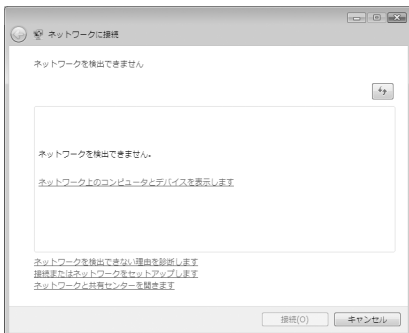 ネットワークに接続
ネットワークを検出できません
ネットワークを検出できません。
ネットワーク上のコンピュータとデバイスを表示します
ネットワークを検出できない理由を診断します
接続またはネットワークをセットアップします
ネットワークと共有センターを開きます
接続(O) キャンセル